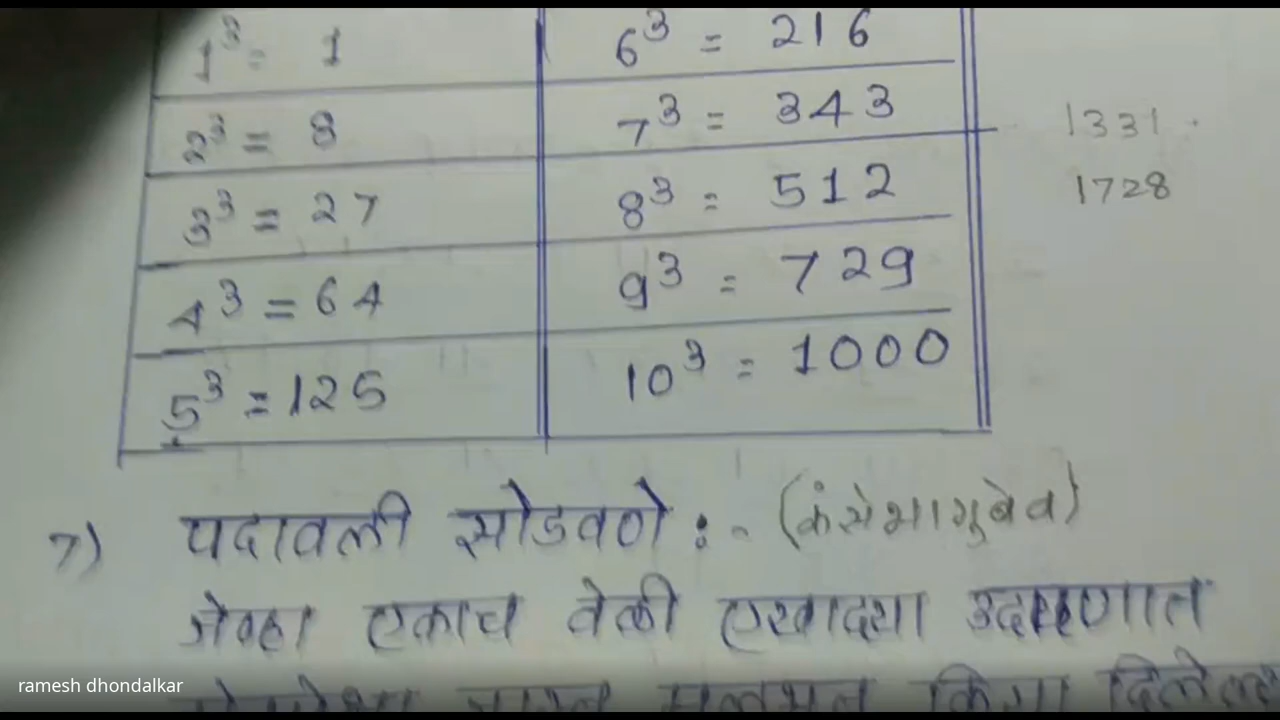 1³ = 1 6³ = 216
2³ = 8 7³ = 343 1331
3³ = 27 8³ = 512 1728
4³ = 64 9³ = 729
5³ = 125 10³ = 1000
7) पदावली सोडवणे :- (कंसेभागुबेव)
जेव्हा एकाच वेळी एखादया उदाहरणात
ramesh dhondalkar